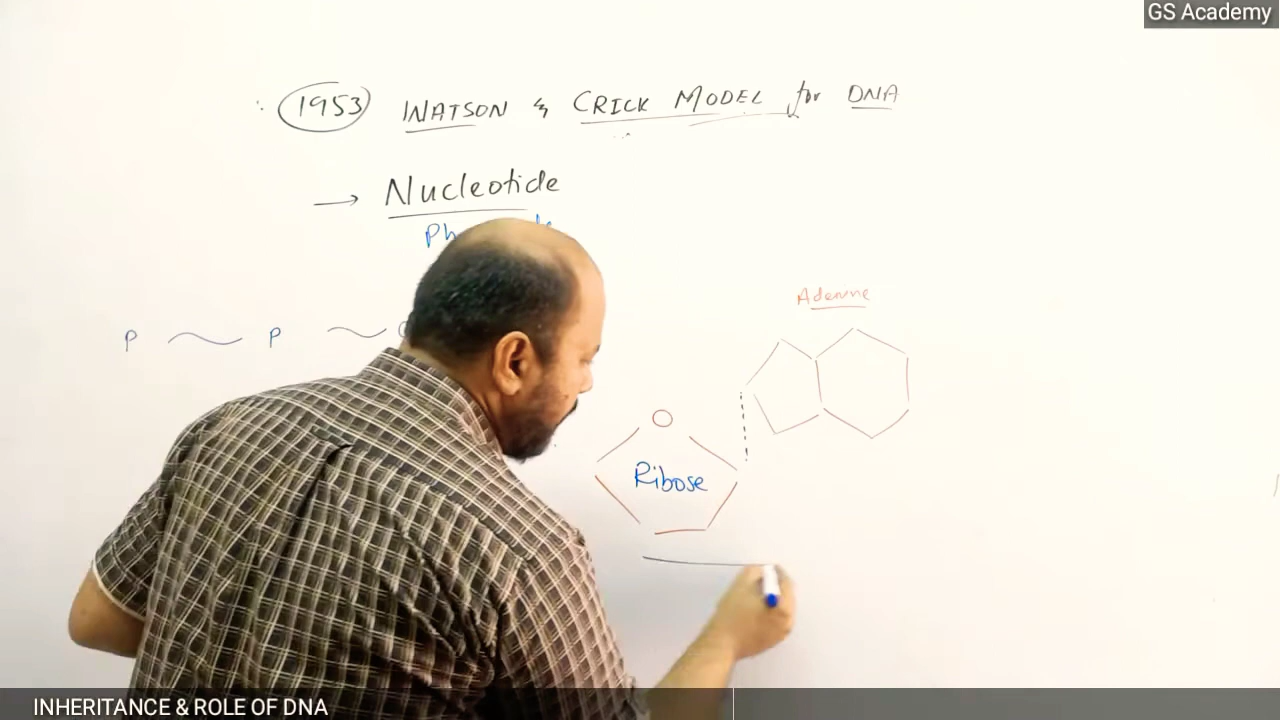 GS Academy
1953 WATSON & CRICK MODEL for DNA
→ Nucleotide
P P
Adenine
O
Ribose
INHERITANCE & ROLE OF DNA